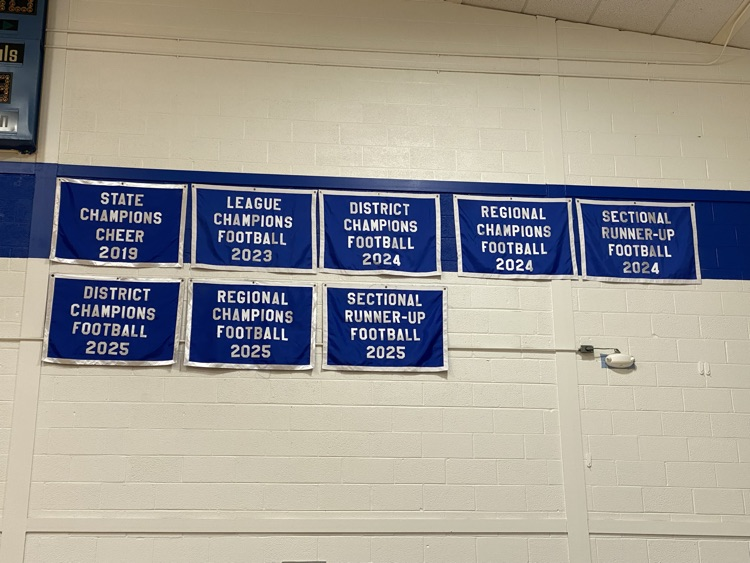 ls
STATE
CHAMPIONS
CHEER
2019
LEAGUE
CHAMPIONS
FOOTBALL
2023
DISTRICT
CHAMPIONS
FOOTBALL
2024
REGIONAL
CHAMPIONS
FOOTBALL
2024
SECTIONAL
RUNNER-UP
FOOTBALL
2024
DISTRICT
CHAMPIONS
FOOTBALL
2025
REGIONAL
CHAMPIONS
FOOTBALL
2025
SECTIONAL
RUNNER-UP
FOOTBALL
2025